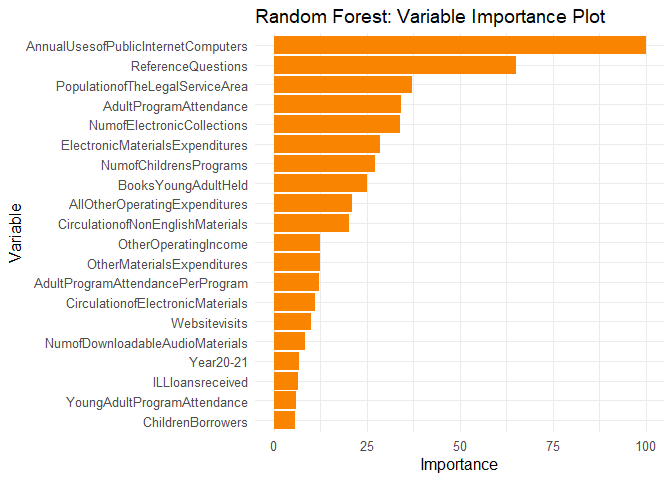 Random Forest: Variable Importance Plot
AnnualUsesofPublicInternetComputers
ReferenceQuestions
PopulationofTheLegalServiceArea
AdultProgramAttendance
NumofElectronicCollections
ElectronicMaterialsExpenditures
NumofChildrensPrograms
BooksYoungAdultHeld
AllOtherOperatingExpenditures
CirculationofNonEnglishMaterials
OtherOperatingIncome
OtherMaterialsExpenditures
AdultProgramAttendancePerProgram
CirculationofElectronicMaterials
Websitevisits
NumofDownloadableAudioMaterials
Year20-21
ILLloansreceived
YoungAdultProgramAttendance
ChildrenBorrowers
Variable
0 25 50 75 100
Importance